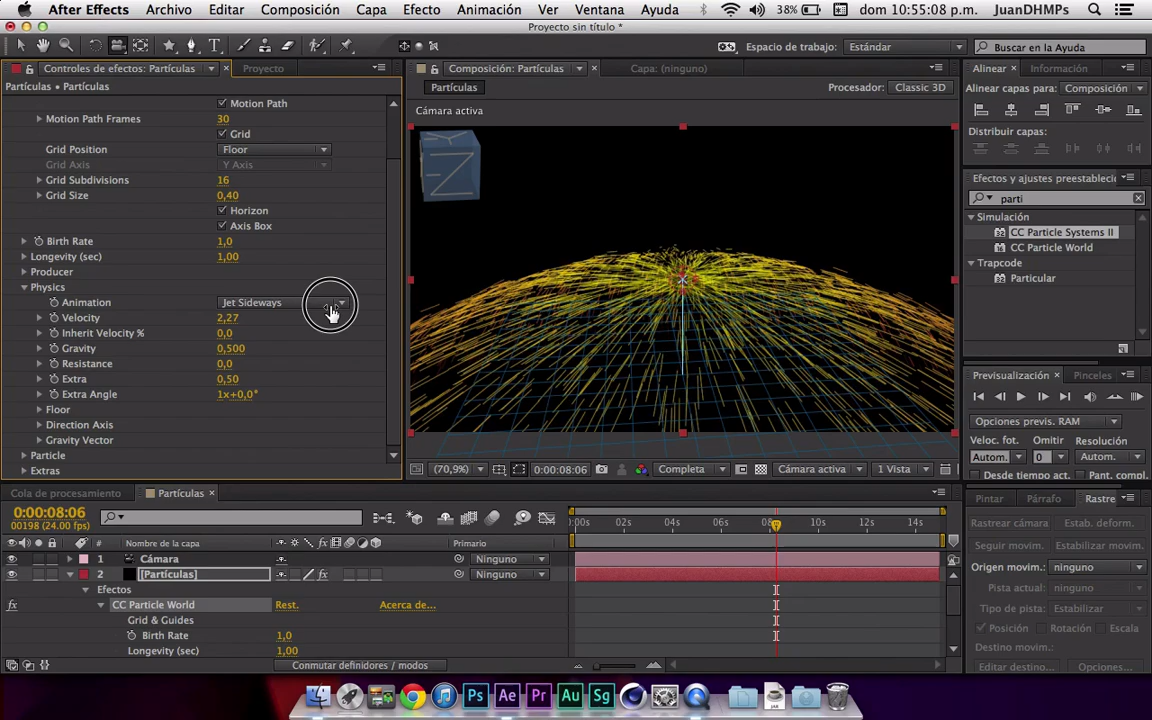 After Effects Archivo Edición Composición Capa Efecto Animación Ver Ventana Ayuda 38% dom 10:55:08 p.m. JuanDHMPs
Proyecto sin título *
Espacio de trabajo: Estándar Buscar en la Ayuda
Controles de efectos: Partículas Proyecto
Partículas • Partículas
Motion Path
Motion Path Frames 30
Grid
Grid Position Floor
Grid Axis Y Axis
Grid Subdivisions 16
Grid Size 0,40
Horizon
Axis Box
Birth Rate 1,0
Longevity (sec) 1,00
Producer
Physics
Animation Jet Sideways
Velocity 2,27
Inherit Velocity % 0,0
Gravity 0,500
Resistance 0,0
Extra 0,50
Extra Angle 1x+0,0°
Floor
Direction Axis
Gravity Vector
Particle
Extras
Composición: Partículas Capa: (ninguno)
Partículas Procesador: Classic 3D
Cámara activa
Z
(70,9%) 0:00:08:06 Completa Cámara activa 1 Vista
Alinear Información
Alinear capas para: Composición
Distribuir capas:
Efectos y ajustes preestablecid
parti
Simulación
CC Particle Systems II
CC Particle World
Trapcode
Particular
Previsualización Pinceles
Opciones previs. RAM
Veloc. fot. Omitir Resolución
Autom. 0 Autom.
Desde tiempo act. Pant. compl.
Cola de procesamiento Partículas
0:00:08:06
00198 (24.00 fps)
:00s 02s 04s 10s 12s 14s
Nombre de la capa Primario
1 Cámara Ninguno
2 [Partículas] Ninguno
Efectos
CC Particle World Rest. Acerca de...
Grid & Guides
Birth Rate 1,0
Longevity (sec) 1,00
Conmutar definidores / modos
Pintar Párrafo Rastre
Rastrear cámara Estab. deform.
Seguir movim. Estabilizar movim.
Origen movim.: ninguno
Pista actual: ninguno
Tipo de pista: Estabilizar
Posición Rotación Escala
Destino movim.:
Editar destino... Opciones...
Ps Ae Pr Au Sg
JAR